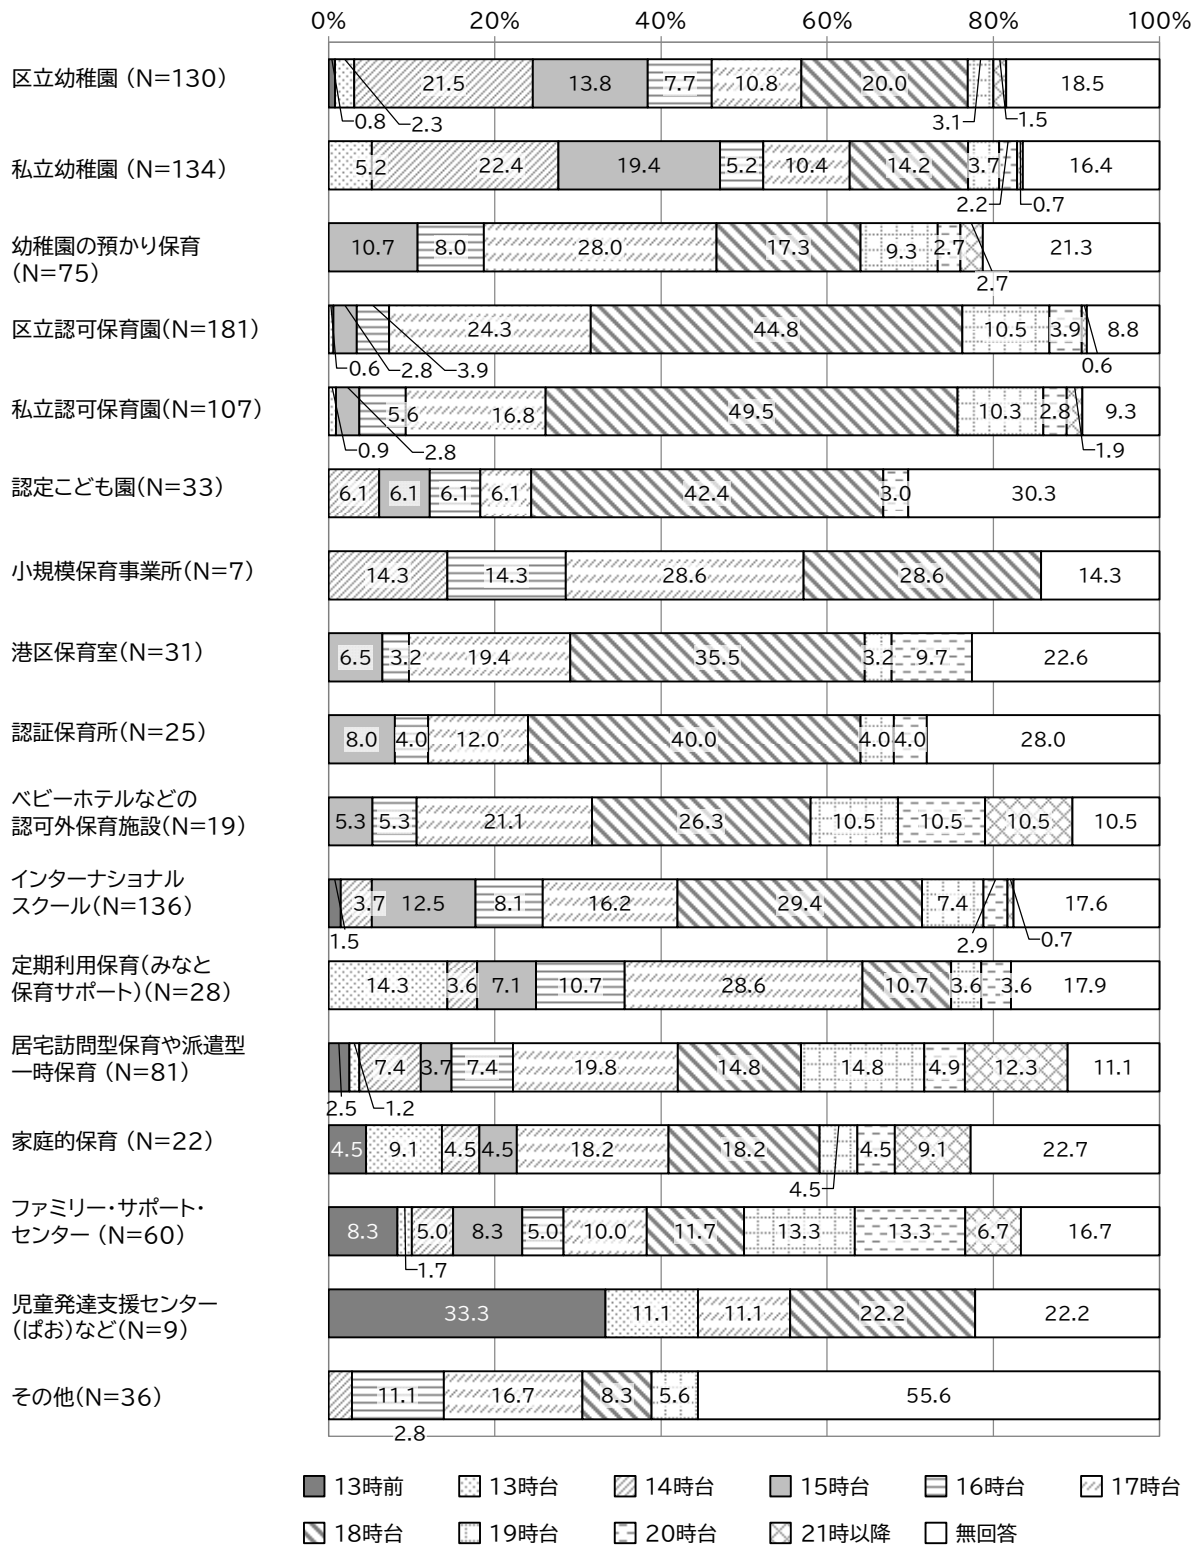 0% 20% 40% 60% 80% 100%
区立幼稚園 (N=130)
21.5 13.8 7.7 10.8 20.0 18.5
0.8 2.3 3.1 1.5
私立幼稚園 (N=134)
5.2 22.4 19.4 5.2 10.4 14.2 3.7 16.4
2.2 0.7
幼稚園の預かり保育
(N=75)
10.7 8.0 28.0 17.3 9.3 2.7 21.3
2.7
区立認可保育園(N=181)
24.3 44.8 10.5 3.9 8.8
0.6 2.8 3.9 0.6
私立認可保育園(N=107)
5.6 16.8 49.5 10.3 2.8 9.3
0.9 2.8 1.9
認定こども園(N=33)
6.1 6.1 6.1 6.1 42.4 3.0 30.3
小規模保育事業所(N=7)
14.3 14.3 28.6 28.6 14.3
港区保育室(N=31)
6.5 3.2 19.4 35.5 3.2 9.7 22.6
認証保育所(N=25)
8.0 4.0 12.0 40.0 4.0 4.0 28.0
ベビーホテルなどの
認可外保育施設(N=19)
5.3 5.3 21.1 26.3 10.5 10.5 10.5 10.5
インターナショナル
スクール(N=136)
3.7 12.5 8.1 16.2 29.4 7.4 17.6
1.5 2.9 0.7
定期利用保育(みなと
保育サポート)(N=28)
14.3 3.6 7.1 10.7 28.6 10.7 3.6 3.6 17.9
居宅訪問型保育や派遣型
一時保育 (N=81)
7.4 3.7 7.4 19.8 14.8 14.8 4.9 12.3 11.1
2.5 1.2
家庭的保育 (N=22)
4.5 9.1 4.5 4.5 18.2 18.2 4.5 9.1 22.7
4.5
ファミリー・サポート・
センター (N=60)
8.3 5.0 8.3 5.0 10.0 11.7 13.3 13.3 6.7 16.7
1.7
児童発達支援センター
(ぱお)など(N=9)
33.3 11.1 11.1 22.2 22.2
その他(N=36)
11.1 16.7 8.3 5.6 55.6
2.8
13時前 13時台 14時台 15時台 16時台 17時台
18時台 19時台 20時台 21時以降 無回答